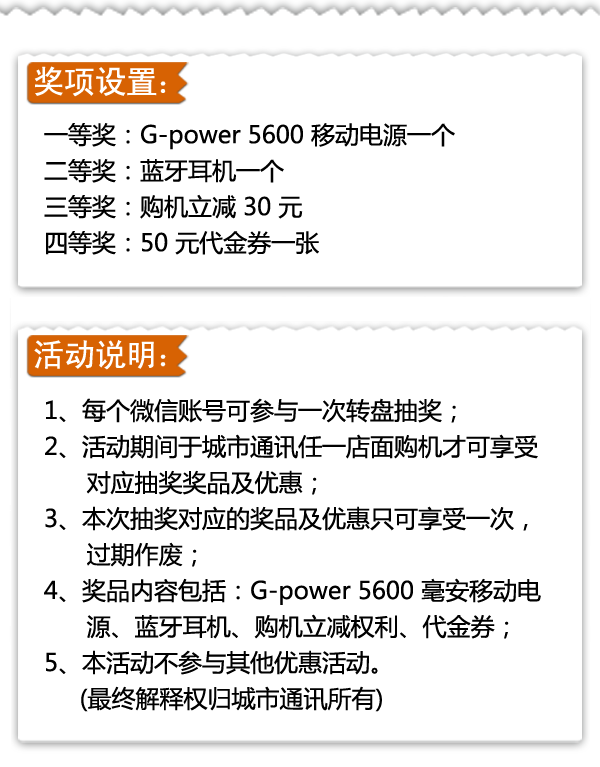 奖项设置:
一等奖：G-power 5600 移动电源一个
二等奖：蓝牙耳机一个
三等奖：购机立减 30 元
四等奖：50 元代金券一张
活动说明:
1、每个微信账号可参与一次转盘抽奖；
2、活动期间于城市通讯任一店面购机才可享受
对应抽奖奖品及优惠；
3、本次抽奖对应的奖品及优惠只可享受一次，
过期作废；
4、奖品内容包括：G-power 5600 毫安移动电
源、蓝牙耳机、购机立减权利、代金券；
5、本活动不参与其他优惠活动。
(最终解释权归城市通讯所有)